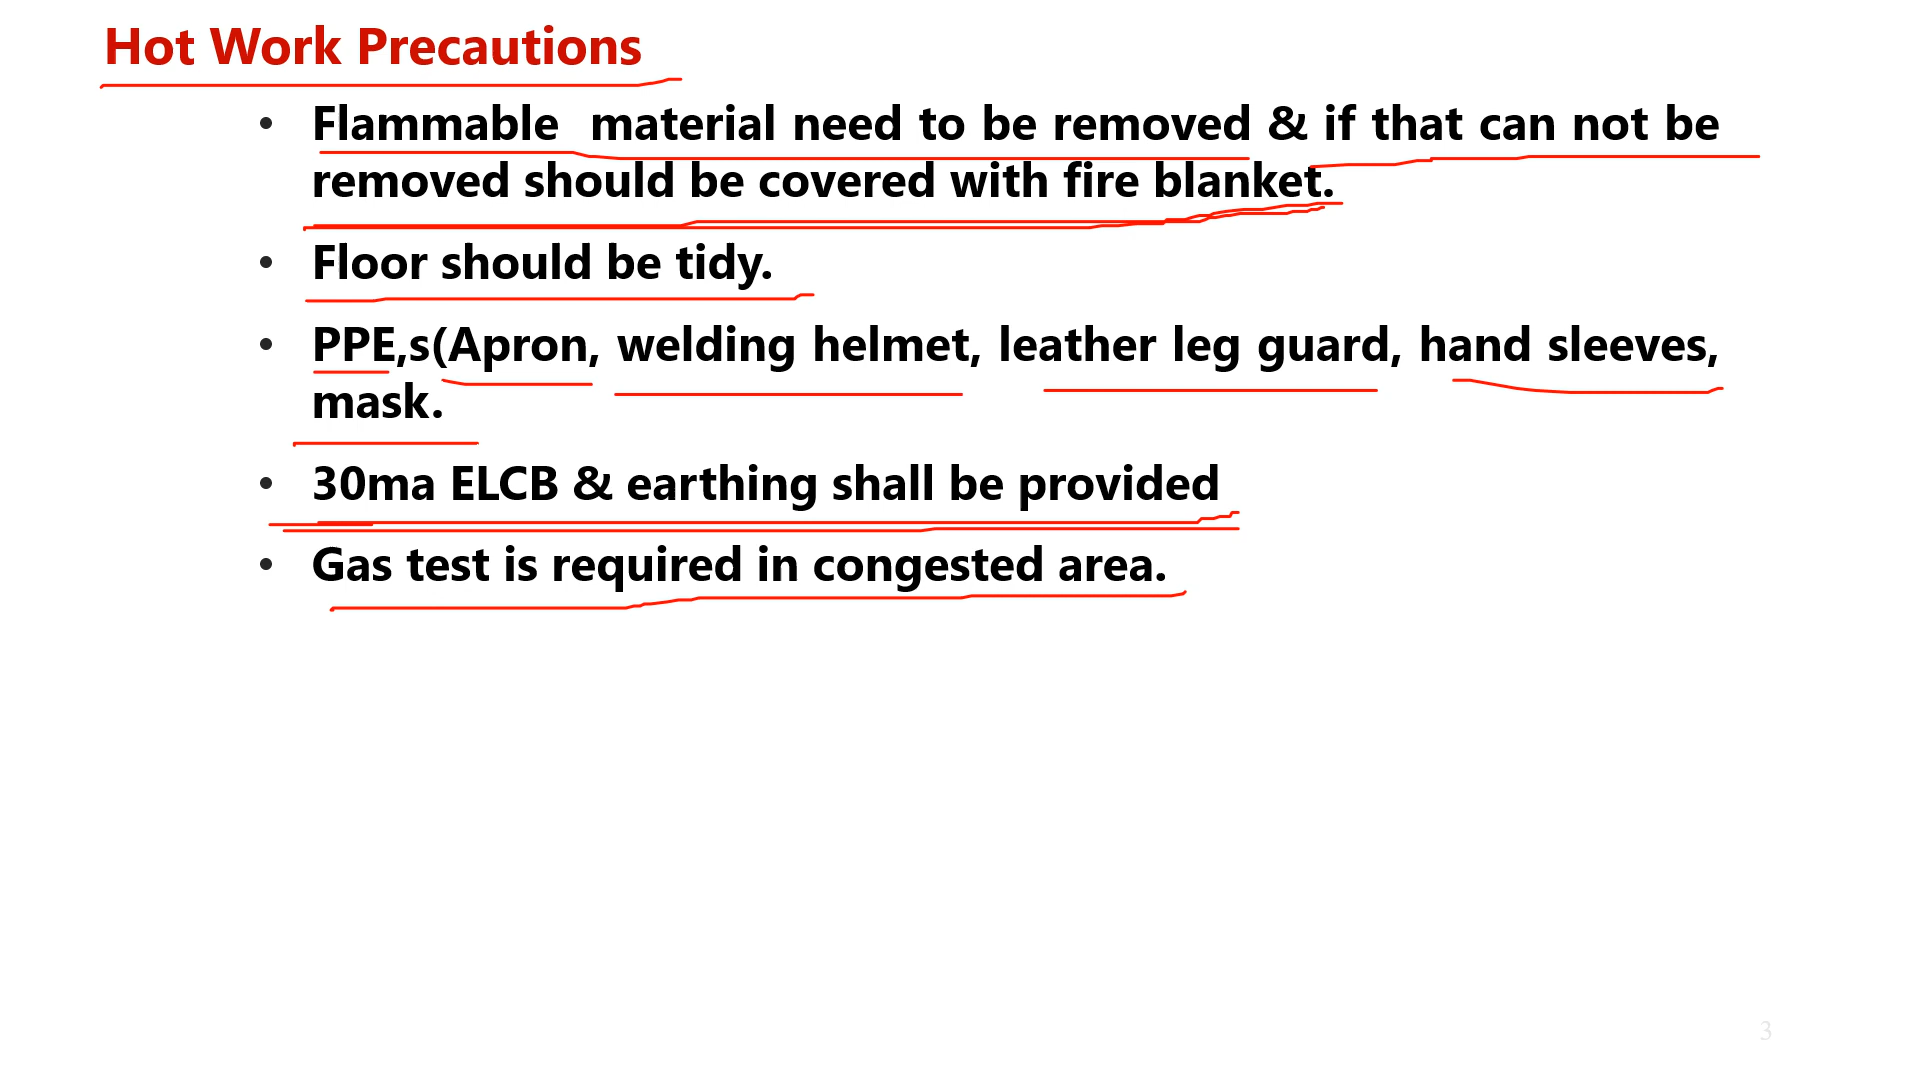 Hot Work Precautions
• Flammable material need to be removed & if that can not be
removed should be covered with fire blanket.
• Floor should be tidy.
• PPE,s(Apron, welding helmet, leather leg guard, hand sleeves,
mask.
• 30ma ELCB & earthing shall be provided
• Gas test is required in congested area.
3